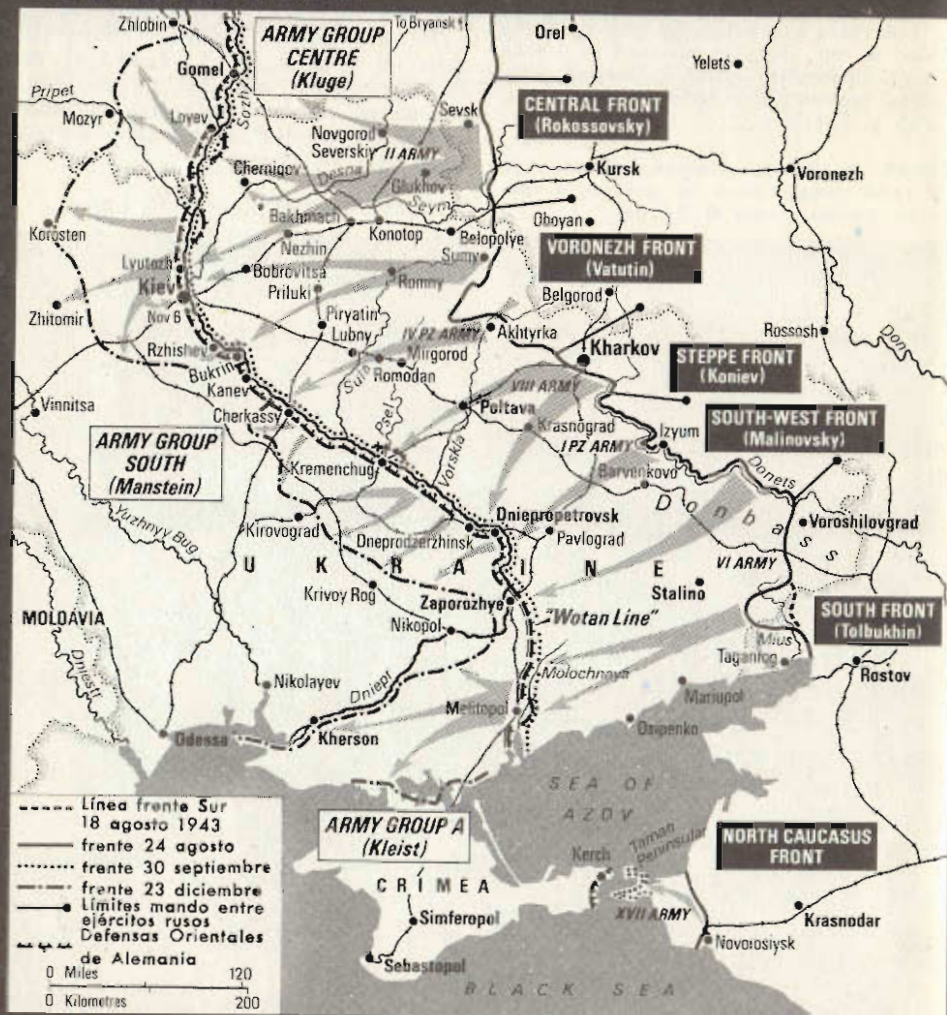 Zhlobin
ARMY GROUP
CENTRE
(Kluge)
To Bryansk
Orel
Yelets
Gomel
Pripet
Mozyr
Loyev
Sozh
Novgorod
Severskiy
II ARMY
Sevsk
CENTRAL FRONT
(Rokossovsky)
Kursk
Voronezh
Chernigov
Desna
Glukhov
Seym
Korosten
Bakhmach
Nezhin
Konotop
Belopolye
Oboyan
VORONEZH FRONT
(Vatutin)
Lyutezh
Kiev
Nov 6
Bobrovitsa
Priluki
Romny
Sumy
Belgorod
Zhitomir
Piryatin
Lubny
IV PZ ARMY
Akhtyrka
Rossosh
Don
Rzhishev
Bukrin
Kanev
Sula
Mirgorod
Romodan
Kharkov
STEPPE FRONT
(Koniev)
Vinnitsa
Cherkassy
Psel
VIII ARMY
Poltava
Krasnograd
SOUTH-WEST FRONT
(Malinovsky)
ARMY GROUP
SOUTH
(Manstein)
Kremenchug
Vorskla
I PZ ARMY
Izyum
Barvenkovo
Donets
Yuzhnyy Bug
Kirovograd
Dniepropetrovsk
Dneprodzerzhinsk
Pavlograd
Donbass
Voroshilovgrad
UKRAINE
VI ARMY
Krivoy Rog
Stalino
MOLDAVIA
Zaporozhye
"Wotan Line"
SOUTH FRONT
(Tolbukhin)
Nikopol
Mius
Taganrog
Rostov
Dniestr
Nikolayev
Dniepr
Molochnaya
Mariupol
Melitopol
Osipenko
Odessa
Kherson
SEA OF
AZOV
ARMY GROUP A
(Kleist)
Kerch
Taman
Peninsular
NORTH CAUCASUS
FRONT
CRÍMEA
XVII ARMY
Simferopol
Krasnodar
Sebastopol
Novorosiysk
BLACK SEA
Línea frente Sur
18 agosto 1943
frente 24 agosto
frente 30 septiembre
frente 23 diciembre
Límites mando entre
ejércitos rusos
Defensas Orientales
de Alemania
0 Miles 120
0 Kilometres 200